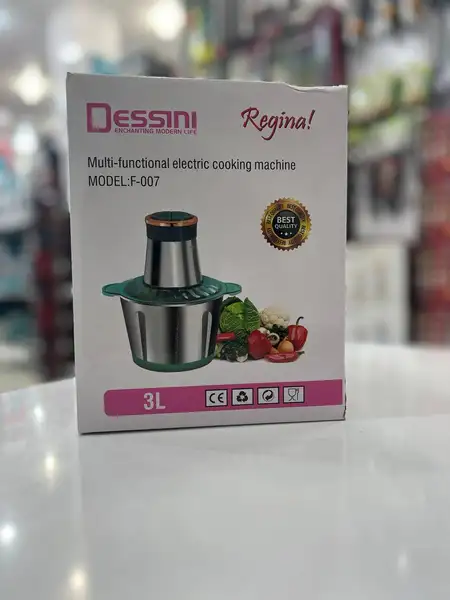 DESSINI
ENCHANTING MODERN LIFE
Regina!
Multi-functional electric cooking machine
MODEL:F-007
BEST
QUALITY
3L
CE